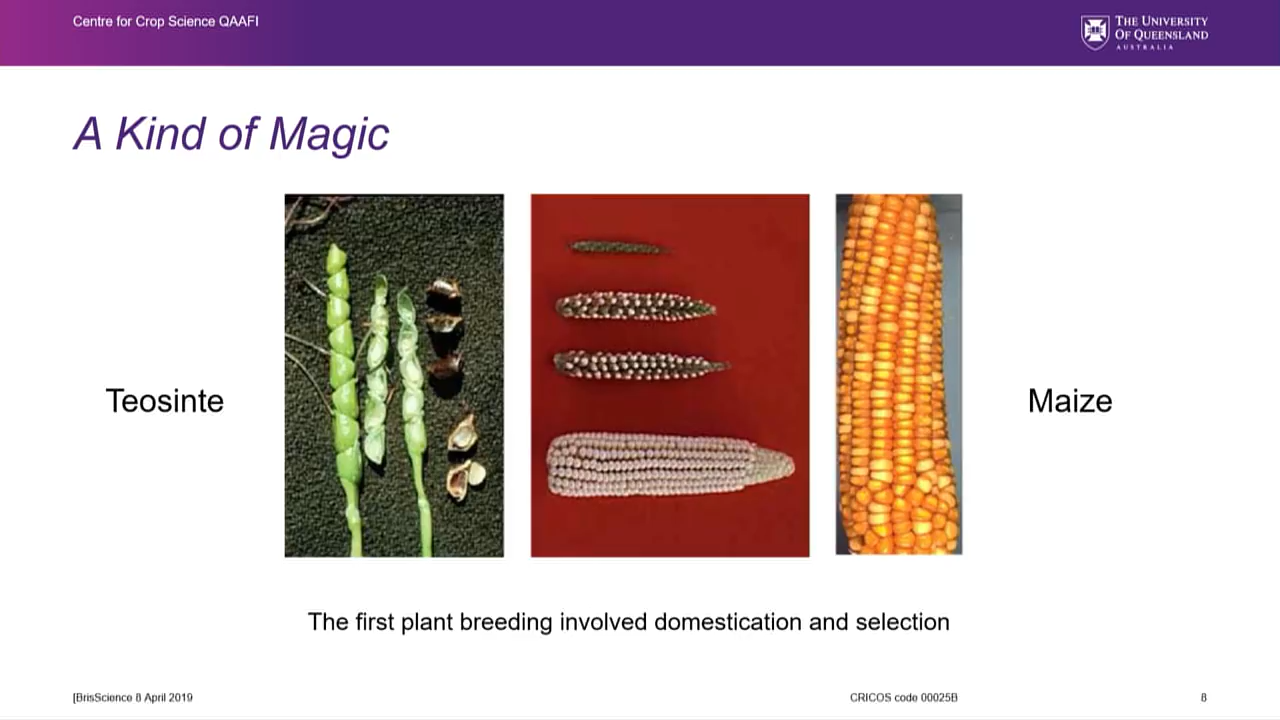 Centre for Crop Science QAAFI
THE UNIVERSITY
OF QUEENSLAND
AUSTRALIA
A Kind of Magic
Teosinte
Maize
The first plant breeding involved domestication and selection
[BrisScience 8 April 2019
CRICOS code 00025B
8